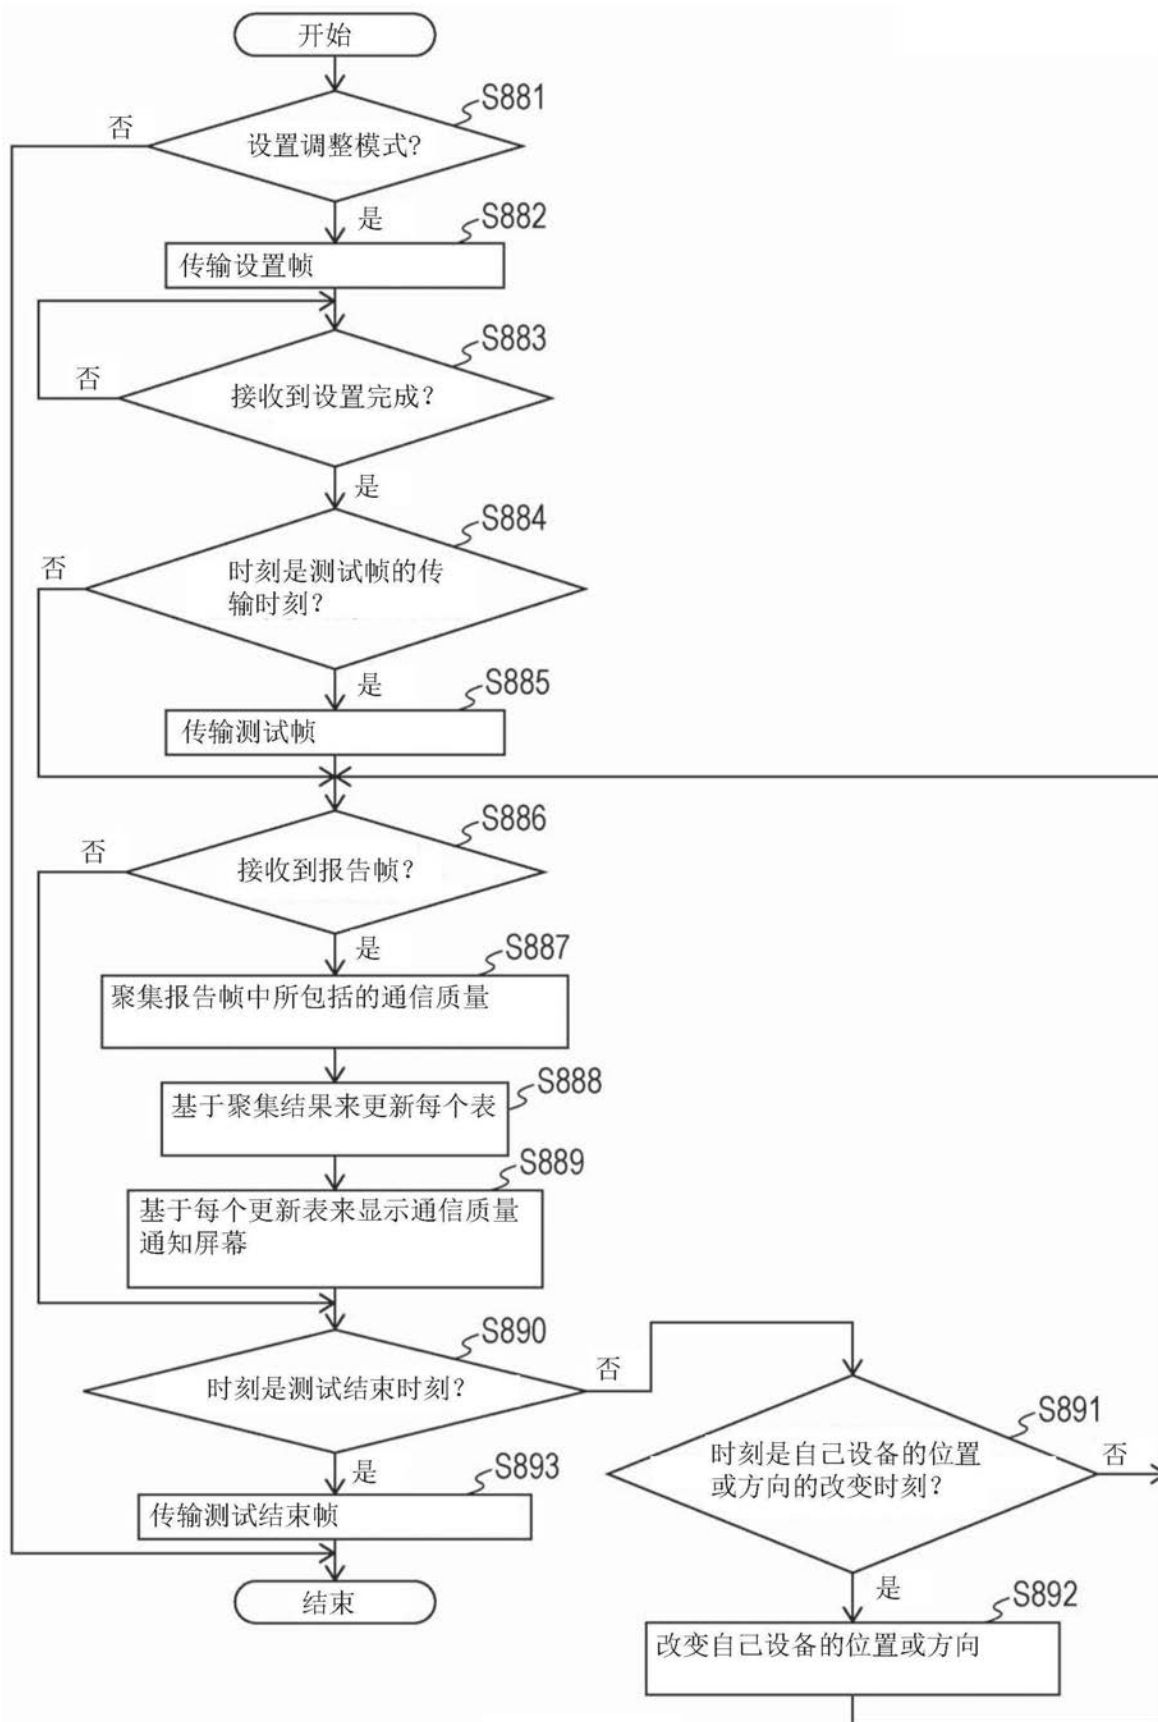 开始
S881
否
设置调整模式?
是
S882
传输设置帧
S883
否
接收到设置完成?
是
S884
否
时刻是测试帧的传
输时刻?
是
S885
传输测试帧
S886
否
接收到报告帧?
是
S887
聚集报告帧中所包括的通信质量
S888
基于聚集结果来更新每个表
S889
基于每个更新表来显示通信质量
通知屏幕
S890
时刻是测试结束时刻?
否
是
S891
时刻是自己设备的位置
或方向的改变时刻?
否
S893
传输测试结束帧
是
结束
S892
改变自己设备的位置或方向